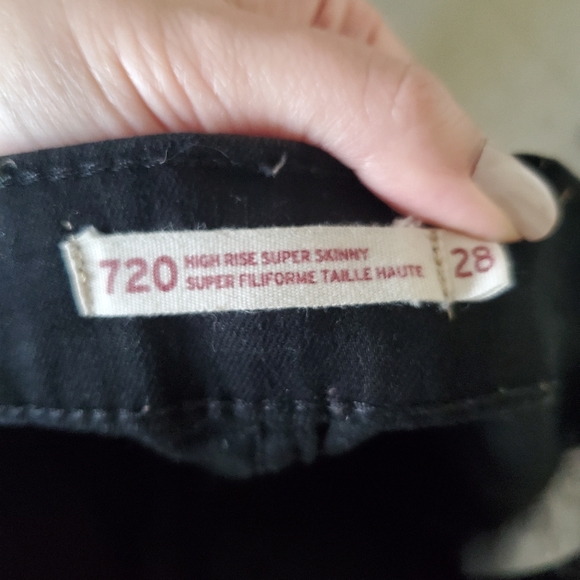 720 HIGH RISE SUPER SKINNY
SUPER FILIFORME TAILLE HAUTE
28